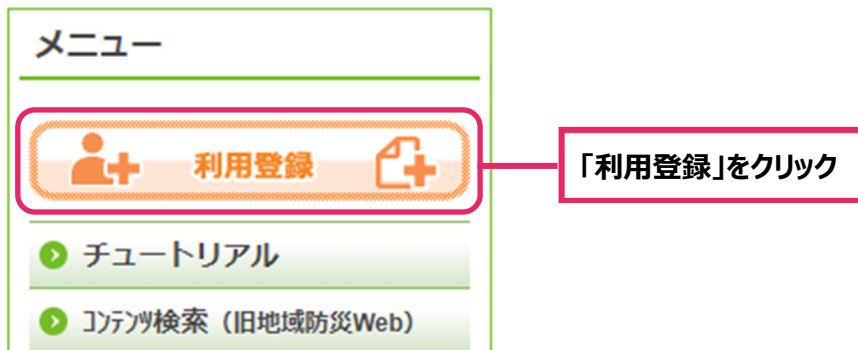 メニュー
利用登録
「利用登録」をクリック
チュートリアル
コンテンツ検索（旧地域防災Web）